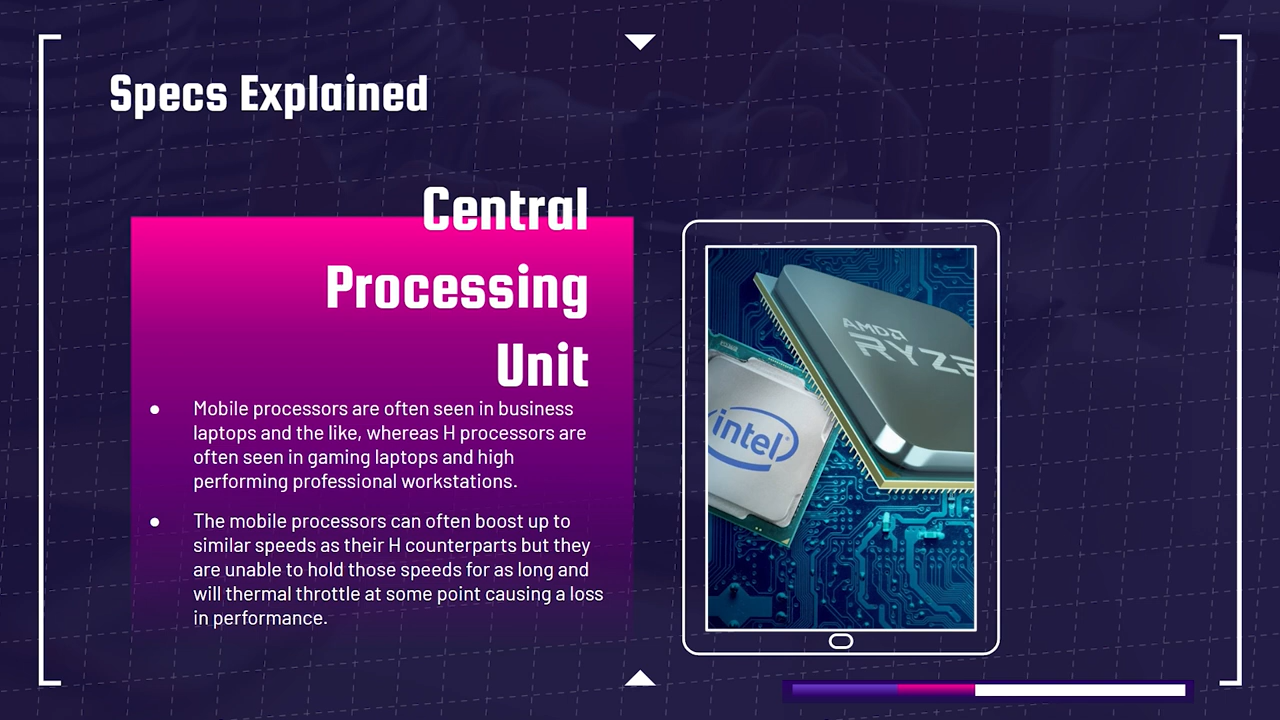 Specs Explained
Central
Processing
Unit
● Mobile processors are often seen in business
laptops and the like, whereas H processors are
often seen in gaming laptops and high
performing professional workstations.
● The mobile processors can often boost up to
similar speeds as their H counterparts but they
are unable to hold those speeds for as long and
will thermal throttle at some point causing a loss
in performance.
AMD
intel